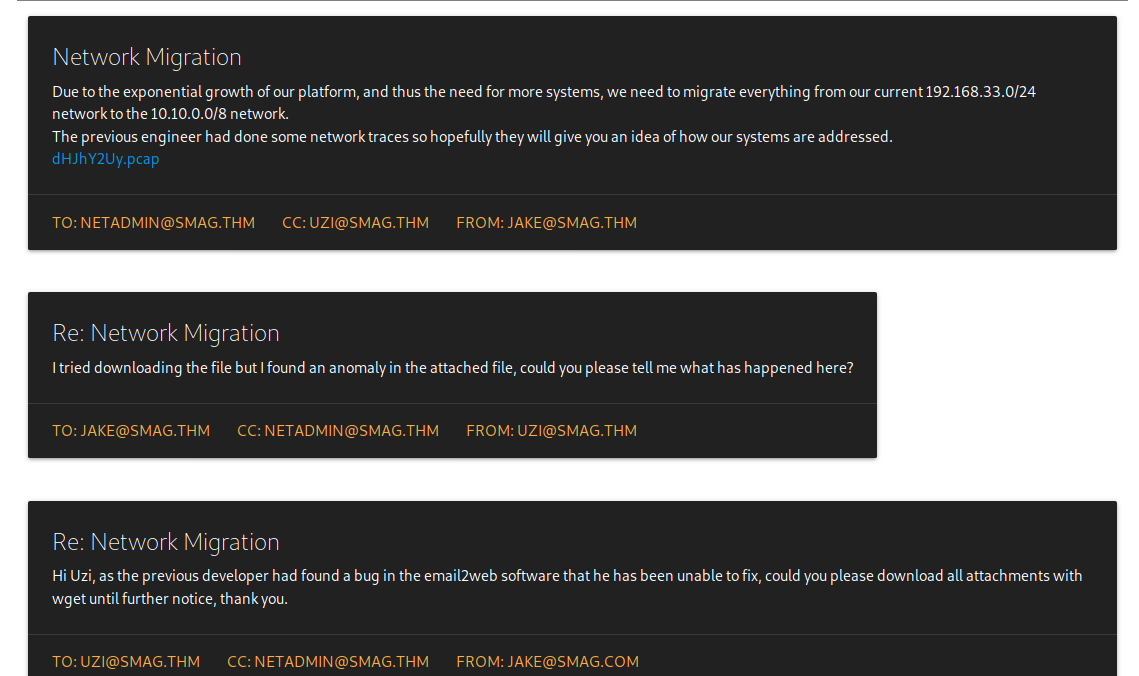 Network Migration
Due to the exponential growth of our platform, and thus the need for more systems, we need to migrate everything from our current 192.168.33.0/24
network to the 10.10.0.0/8 network.
The previous engineer had done some network traces so hopefully they will give you an idea of how our systems are addressed.
dHJhY2Uy.pcap
TO: NETADMIN@SMAG.THM CC: UZI@SMAG.THM FROM: JAKE@SMAG.THM
Re: Network Migration
I tried downloading the file but I found an anomaly in the attached file, could you please tell me what has happened here?
TO: JAKE@SMAG.THM CC: NETADMIN@SMAG.THM FROM: UZI@SMAG.THM
Re: Network Migration
Hi Uzi, as the previous developer had found a bug in the email2web software that he has been unable to fix, could you please download all attachments with
wget until further notice, thank you.
TO: UZI@SMAG.THM CC: NETADMIN@SMAG.THM FROM: JAKE@SMAG.COM